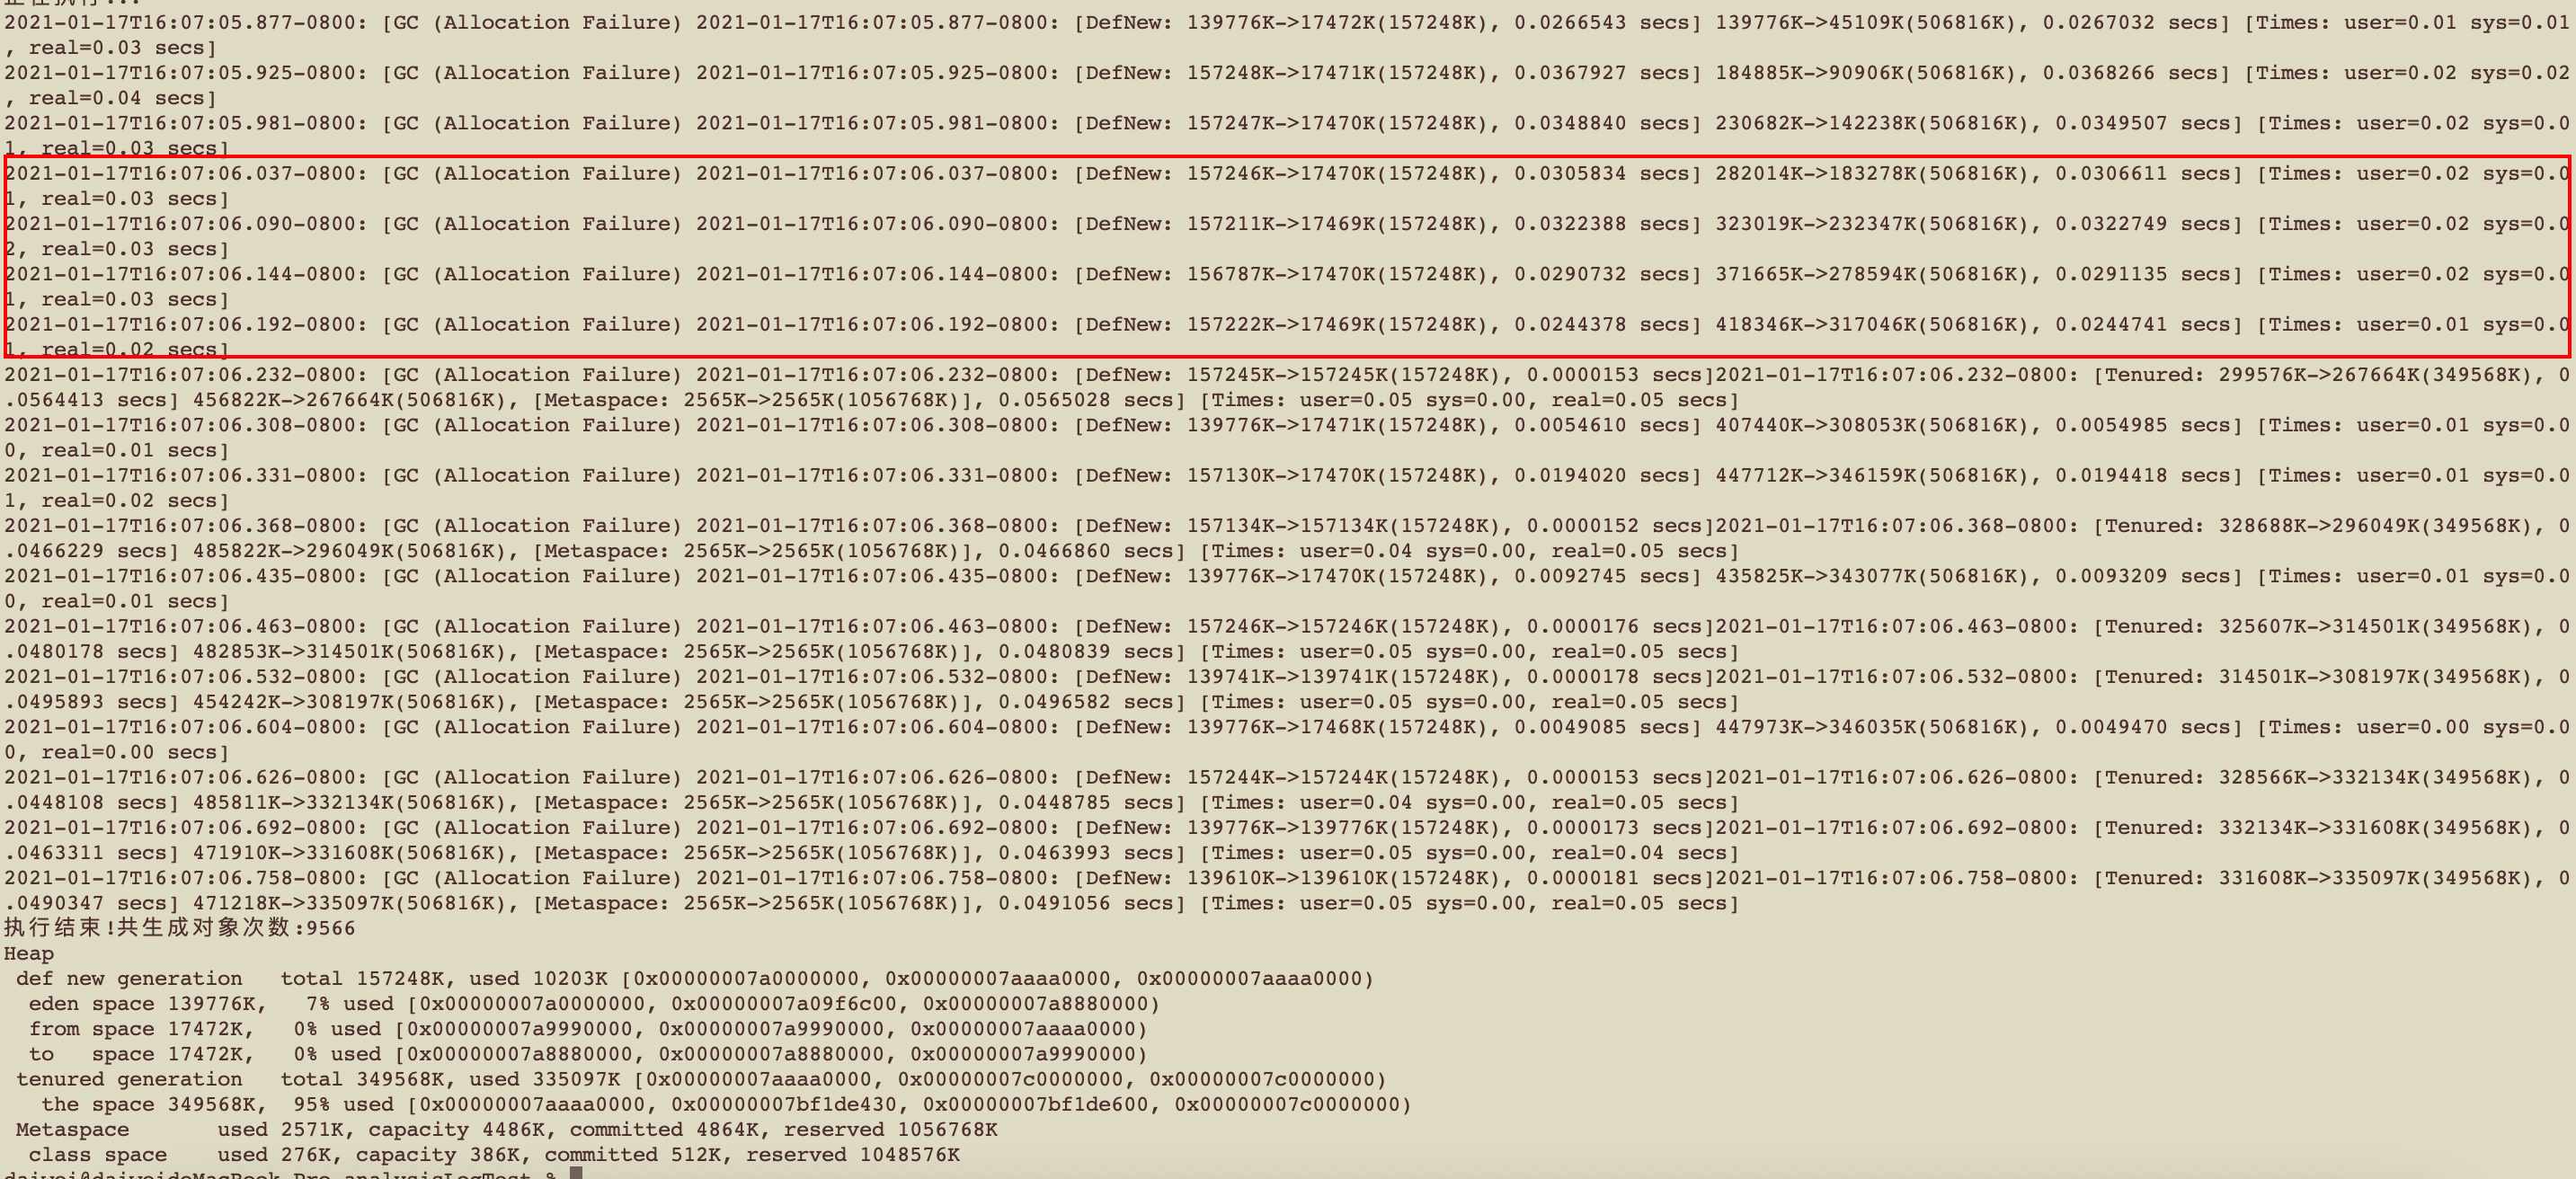 正在执行...
2021-01-17T16:07:05.877-0800: [GC (Allocation Failure) 2021-01-17T16:07:05.877-0800: [DefNew: 139776K->17472K(157248K), 0.0266543 secs] 139776K->45109K(506816K), 0.0267032 secs] [Times: user=0.01 sys=0.01
, real=0.03 secs]
2021-01-17T16:07:05.925-0800: [GC (Allocation Failure) 2021-01-17T16:07:05.925-0800: [DefNew: 157248K->17471K(157248K), 0.0367927 secs] 184885K->90906K(506816K), 0.0368266 secs] [Times: user=0.02 sys=0.02
, real=0.04 secs]
2021-01-17T16:07:05.981-0800: [GC (Allocation Failure) 2021-01-17T16:07:05.981-0800: [DefNew: 157247K->17470K(157248K), 0.0348840 secs] 230682K->142238K(506816K), 0.0349507 secs] [Times: user=0.02 sys=0.0
1, real=0.03 secs]
2021-01-17T16:07:06.037-0800: [GC (Allocation Failure) 2021-01-17T16:07:06.037-0800: [DefNew: 157246K->17470K(157248K), 0.0305834 secs] 282014K->183278K(506816K), 0.0306611 secs] [Times: user=0.02 sys=0.0
1, real=0.03 secs]
2021-01-17T16:07:06.090-0800: [GC (Allocation Failure) 2021-01-17T16:07:06.090-0800: [DefNew: 157211K->17469K(157248K), 0.0322388 secs] 323019K->232347K(506816K), 0.0322749 secs] [Times: user=0.02 sys=0.0
2, real=0.03 secs]
2021-01-17T16:07:06.144-0800: [GC (Allocation Failure) 2021-01-17T16:07:06.144-0800: [DefNew: 156787K->17470K(157248K), 0.0290732 secs] 371665K->278594K(506816K), 0.0291135 secs] [Times: user=0.02 sys=0.0
1, real=0.03 secs]
2021-01-17T16:07:06.192-0800: [GC (Allocation Failure) 2021-01-17T16:07:06.192-0800: [DefNew: 157222K->17469K(157248K), 0.0244378 secs] 418346K->317046K(506816K), 0.0244741 secs] [Times: user=0.01 sys=0.0
1, real=0.02 secs]
2021-01-17T16:07:06.232-0800: [GC (Allocation Failure) 2021-01-17T16:07:06.232-0800: [DefNew: 157245K->157245K(157248K), 0.0000153 secs]2021-01-17T16:07:06.232-0800: [Tenured: 299576K->267664K(349568K), 0
.0564413 secs] 456822K->267664K(506816K), [Metaspace: 2565K->2565K(1056768K)], 0.0565028 secs] [Times: user=0.05 sys=0.00, real=0.05 secs]
2021-01-17T16:07:06.308-0800: [GC (Allocation Failure) 2021-01-17T16:07:06.308-0800: [DefNew: 139776K->17471K(157248K), 0.0054610 secs] 407440K->308053K(506816K), 0.0054985 secs] [Times: user=0.01 sys=0.0
0, real=0.01 secs]
2021-01-17T16:07:06.331-0800: [GC (Allocation Failure) 2021-01-17T16:07:06.331-0800: [DefNew: 157130K->17470K(157248K), 0.0194020 secs] 447712K->346159K(506816K), 0.0194418 secs] [Times: user=0.01 sys=0.0
1, real=0.02 secs]
2021-01-17T16:07:06.368-0800: [GC (Allocation Failure) 2021-01-17T16:07:06.368-0800: [DefNew: 157134K->157134K(157248K), 0.0000152 secs]2021-01-17T16:07:06.368-0800: [Tenured: 328688K->296049K(349568K), 0
.0466229 secs] 485822K->296049K(506816K), [Metaspace: 2565K->2565K(1056768K)], 0.0466860 secs] [Times: user=0.04 sys=0.00, real=0.05 secs]
2021-01-17T16:07:06.435-0800: [GC (Allocation Failure) 2021-01-17T16:07:06.435-0800: [DefNew: 139776K->17470K(157248K), 0.0092745 secs] 435825K->343077K(506816K), 0.0093209 secs] [Times: user=0.01 sys=0.0
0, real=0.01 secs]
2021-01-17T16:07:06.463-0800: [GC (Allocation Failure) 2021-01-17T16:07:06.463-0800: [DefNew: 157246K->157246K(157248K), 0.0000176 secs]2021-01-17T16:07:06.463-0800: [Tenured: 325607K->314501K(349568K), 0
.0480178 secs] 482853K->314501K(506816K), [Metaspace: 2565K->2565K(1056768K)], 0.0480839 secs] [Times: user=0.05 sys=0.00, real=0.05 secs]
2021-01-17T16:07:06.532-0800: [GC (Allocation Failure) 2021-01-17T16:07:06.532-0800: [DefNew: 139741K->139741K(157248K), 0.0000178 secs]2021-01-17T16:07:06.532-0800: [Tenured: 314501K->308197K(349568K), 0
.0495893 secs] 454242K->308197K(506816K), [Metaspace: 2565K->2565K(1056768K)], 0.0496582 secs] [Times: user=0.05 sys=0.00, real=0.05 secs]
2021-01-17T16:07:06.604-0800: [GC (Allocation Failure) 2021-01-17T16:07:06.604-0800: [DefNew: 139776K->17468K(157248K), 0.0049085 secs] 447973K->346035K(506816K), 0.0049470 secs] [Times: user=0.00 sys=0.0
0, real=0.00 secs]
2021-01-17T16:07:06.626-0800: [GC (Allocation Failure) 2021-01-17T16:07:06.626-0800: [DefNew: 157244K->157244K(157248K), 0.0000153 secs]2021-01-17T16:07:06.626-0800: [Tenured: 328566K->332134K(349568K), 0
.0448108 secs] 485811K->332134K(506816K), [Metaspace: 2565K->2565K(1056768K)], 0.0448785 secs] [Times: user=0.04 sys=0.00, real=0.05 secs]
2021-01-17T16:07:06.692-0800: [GC (Allocation Failure) 2021-01-17T16:07:06.692-0800: [DefNew: 139776K->139776K(157248K), 0.0000173 secs]2021-01-17T16:07:06.692-0800: [Tenured: 332134K->331608K(349568K), 0
.0463311 secs] 471910K->331608K(506816K), [Metaspace: 2565K->2565K(1056768K)], 0.0463993 secs] [Times: user=0.05 sys=0.00, real=0.04 secs]
2021-01-17T16:07:06.758-0800: [GC (Allocation Failure) 2021-01-17T16:07:06.758-0800: [DefNew: 139610K->139610K(157248K), 0.0000181 secs]2021-01-17T16:07:06.758-0800: [Tenured: 331608K->335097K(349568K), 0
.0490347 secs] 471218K->335097K(506816K), [Metaspace: 2565K->2565K(1056768K)], 0.0491056 secs] [Times: user=0.05 sys=0.00, real=0.05 secs]
执行结束!共生成对象次数:9566
Heap
 def new generation   total 157248K, used 10203K [0x00000007a0000000, 0x00000007aaaa0000, 0x00000007aaaa0000)
  eden space 139776K,   7% used [0x00000007a0000000, 0x00000007a09f6c00, 0x00000007a8880000)
  from space 17472K,   0% used [0x00000007a9990000, 0x00000007a9990000, 0x00000007aaaa0000)
  to   space 17472K,   0% used [0x00000007a8880000, 0x00000007a8880000, 0x00000007a9990000)
 tenured generation   total 349568K, used 335097K [0x00000007aaaa0000, 0x00000007c0000000, 0x00000007c0000000)
   the space 349568K,  95% used [0x00000007aaaa0000, 0x00000007bf1de430, 0x00000007bf1de600, 0x00000007c0000000)
 Metaspace       used 2571K, capacity 4486K, committed 4864K, reserved 1056768K
  class space    used 276K, capacity 386K, committed 512K, reserved 1048576K
daiwei@daiweideMacBook-Pro analysisLogTest %